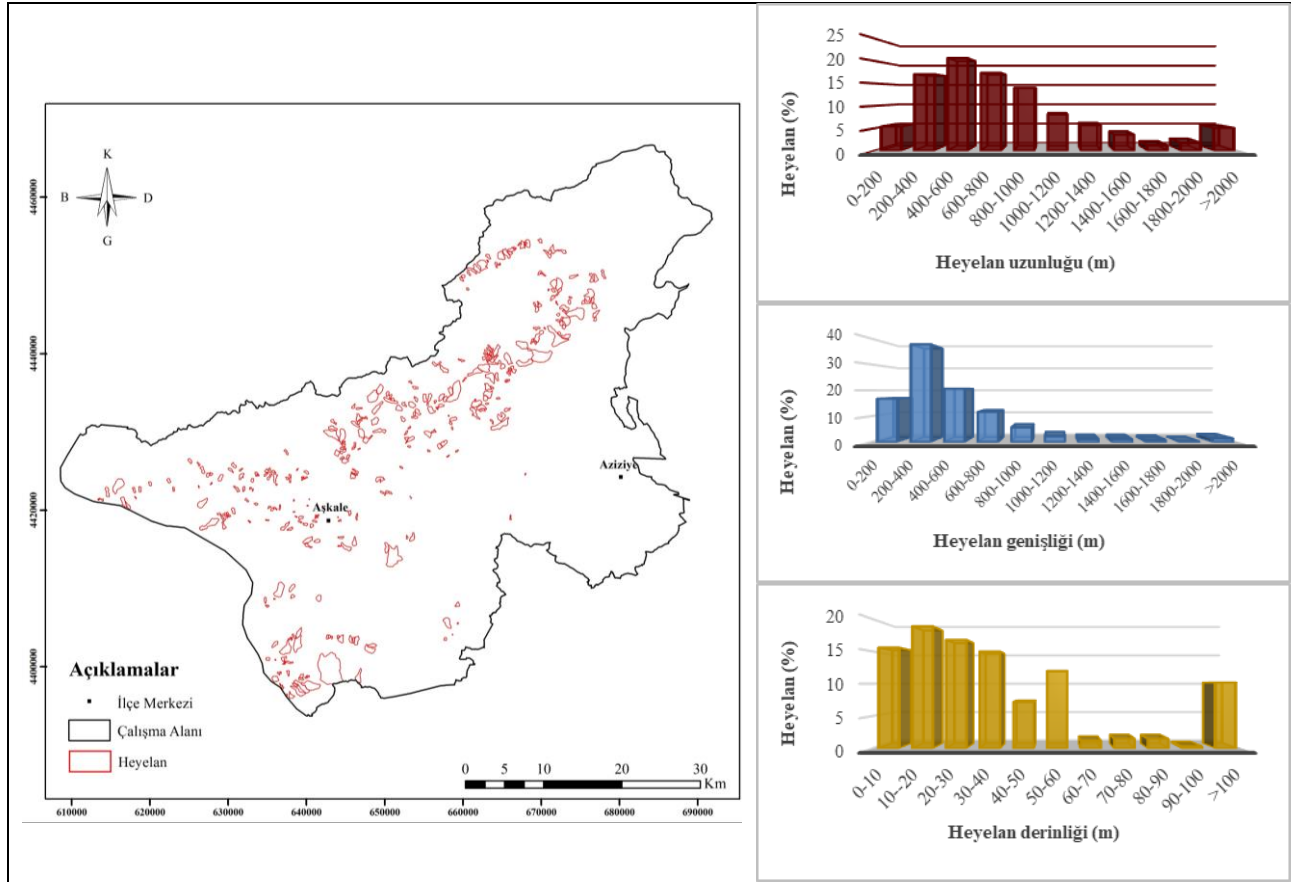 K
B
D
G
4460000
4440000
4420000
4400000
Aziziye
Aşkale
Açıklamalar
İlçe Merkezi
Çalışma Alanı
Heyelan
0 5 10 20 30
Km
610000 620000 630000 640000 650000 660000 670000 680000 690000
Heyelan (%)
25
20
15
10
5
0
0-200
200-400
400-600
600-800
800-1000
1000-1200
1200-1400
1400-1600
1600-1800
1800-2000
>2000
Heyelan uzunluğu (m)
Heyelan (%)
40
30
20
10
0
0-200
200-400
400-600
600-800
800-1000
1000-1200
1200-1400
1400-1600
1600-1800
1800-2000
>2000
Heyelan genişliği (m)
Heyelan (%)
20
15
10
5
0
0-10
10-20
20-30
30-40
40-50
50-60
60-70
70-80
80-90
90-100
>100
Heyelan derinliği (m)